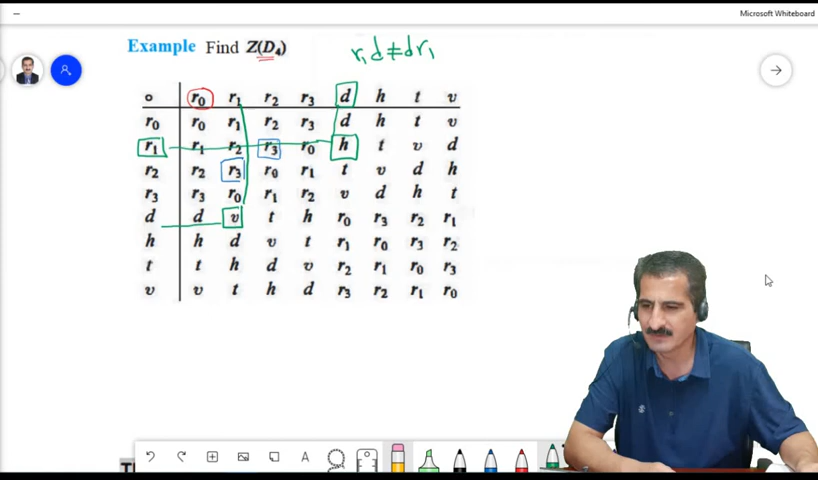 Microsoft Whiteboard
Example Find Z(D₄) r₁d≠dr₁
∘ r₀ r₁ r₂ r₃ d h t v
r₀ r₀ r₁ r₂ r₃ d h t v
r₁ r₁ r₂ r₃ r₀ h t v d
r₂ r₂ r₃ r₀ r₁ t v d h
r₃ r₃ r₀ r₁ r₂ v d h t
d d v t h r₀ r₃ r₂ r₁
h h d v t r₁ r₀ r₃ r₂
t t h d v r₂ r₁ r₀ r₃
v v t h d r₃ r₂ r₁ r₀
A